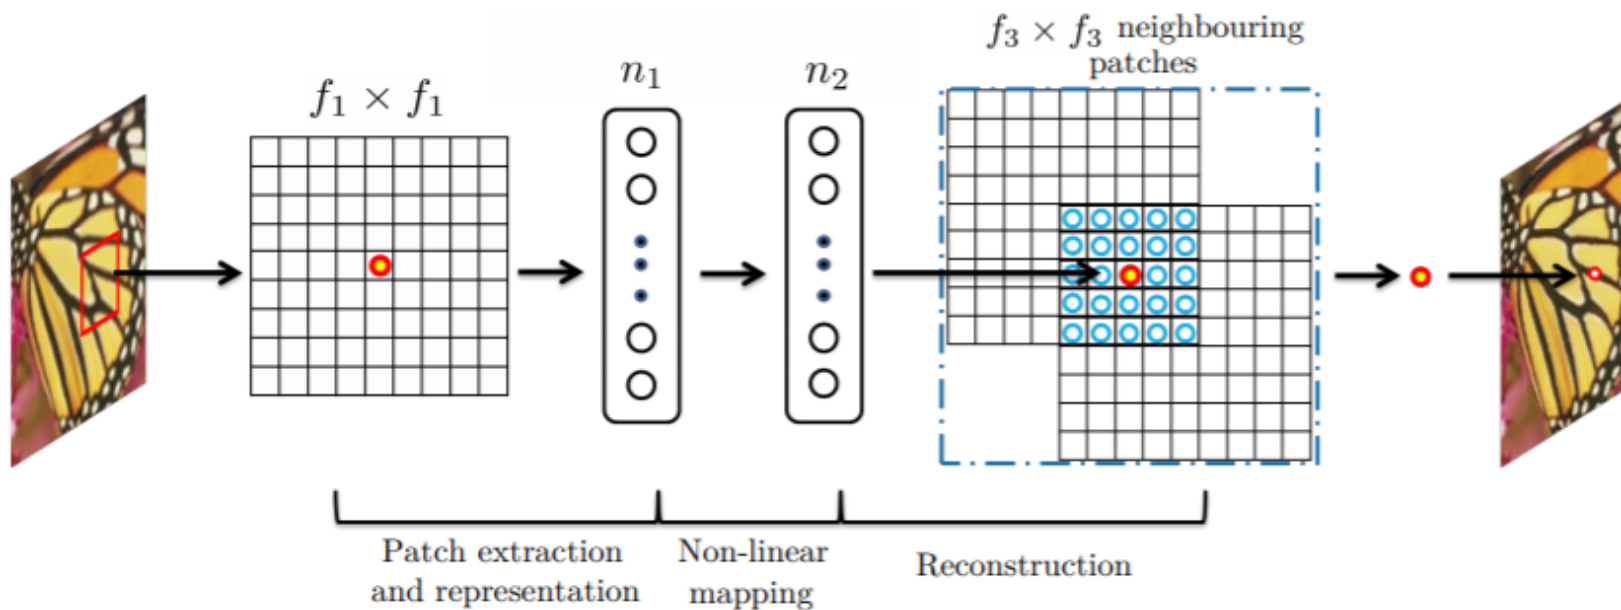 f₁ × f₁
n₁
n₂
f₃ × f₃ neighbouring
patches
Patch extraction
and representation
Non-linear
mapping
Reconstruction